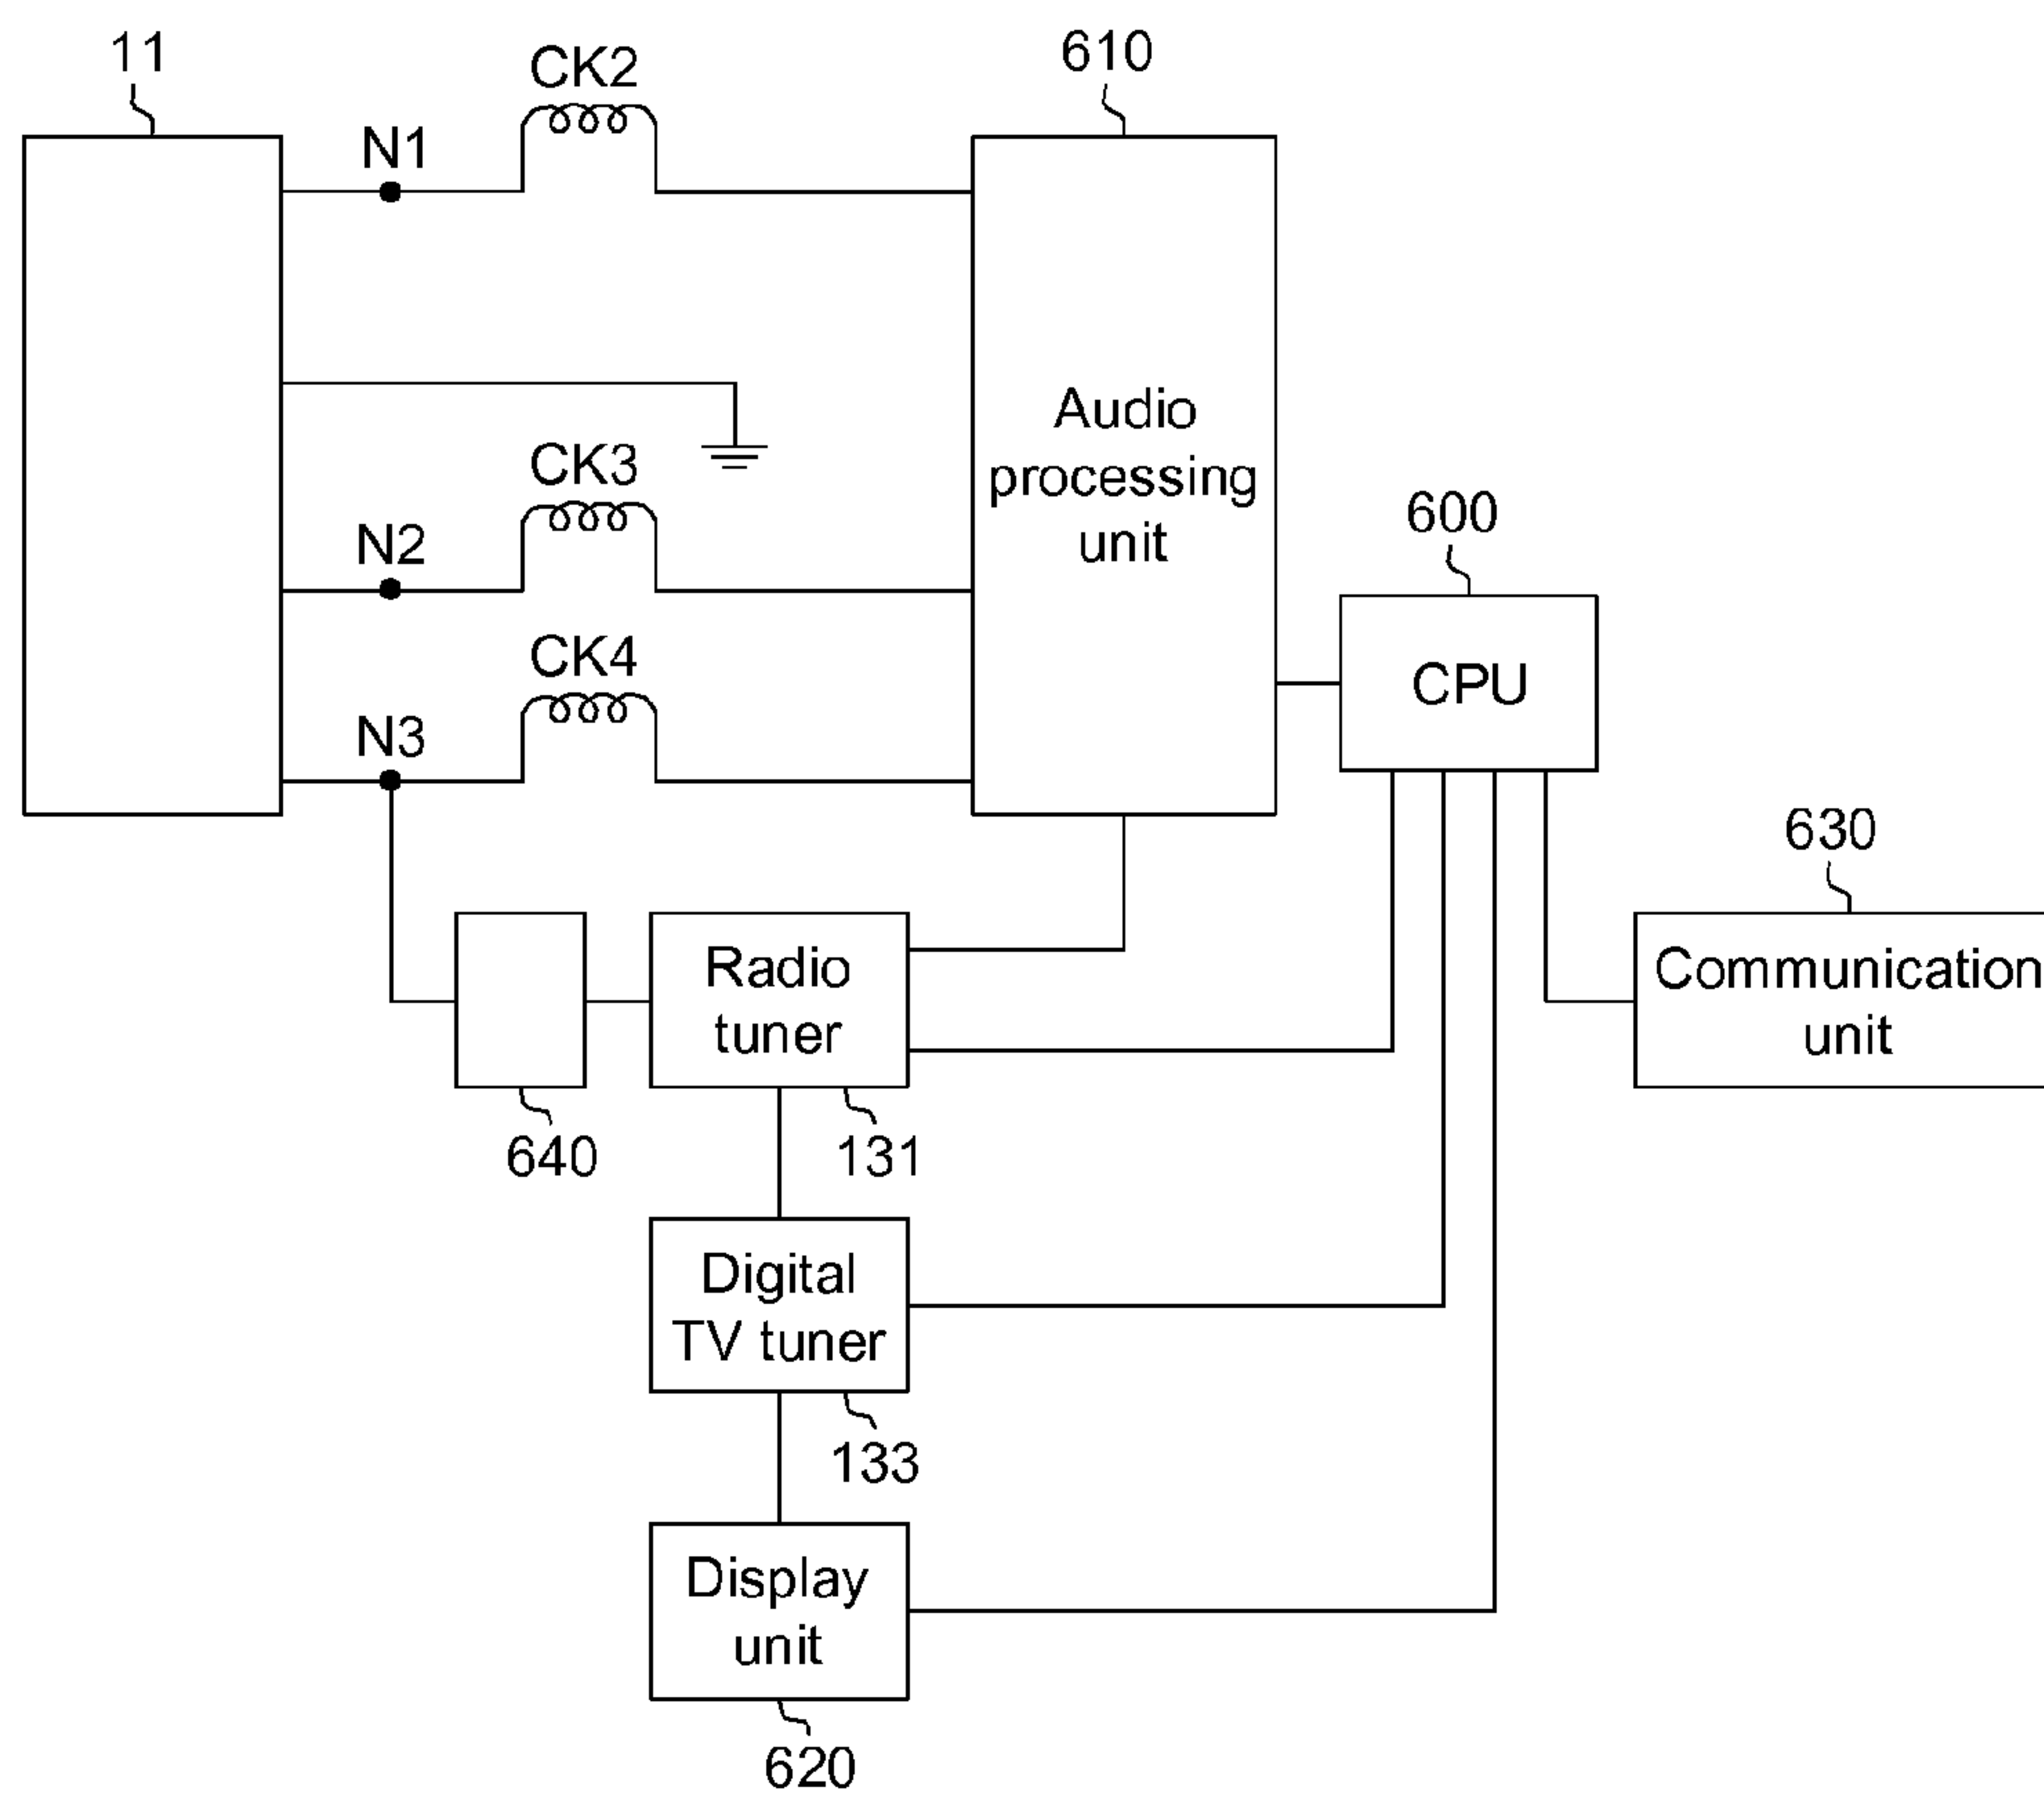 11
CK2
610
N1
Audio
processing
unit
CK3
N2
600
CPU
CK4
N3
630
Communication
unit
Radio
tuner
640
131
Digital
TV tuner
133
Display
unit
620